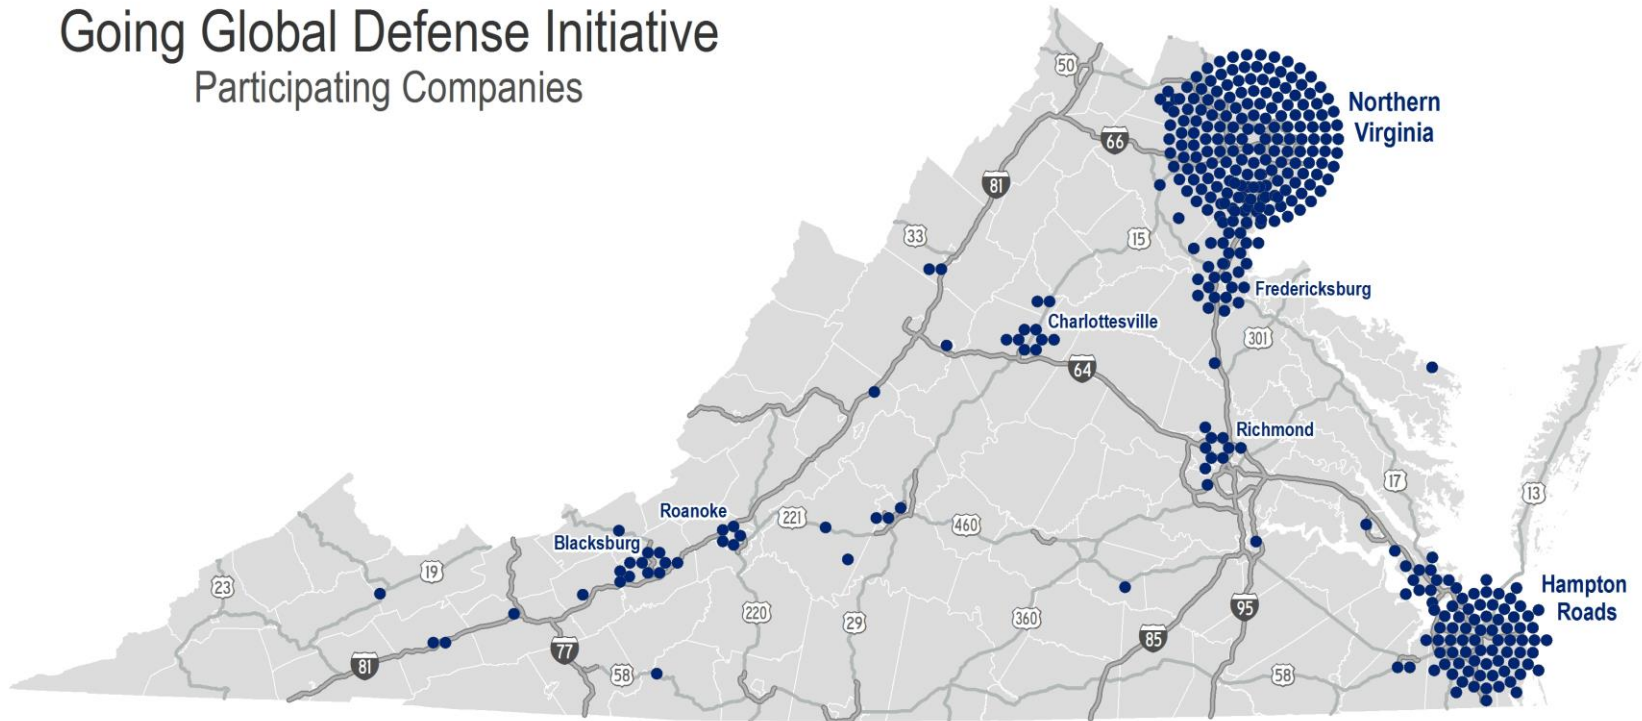 Going Global Defense Initiative
Participating Companies
50
Northern
Virginia
66
81
33
15
Fredericksburg
Charlottesville
301
64
Richmond
17
13
Roanoke
221
460
Blacksburg
19
23
Hampton
Roads
220
29
360
95
85
77
81
58
58